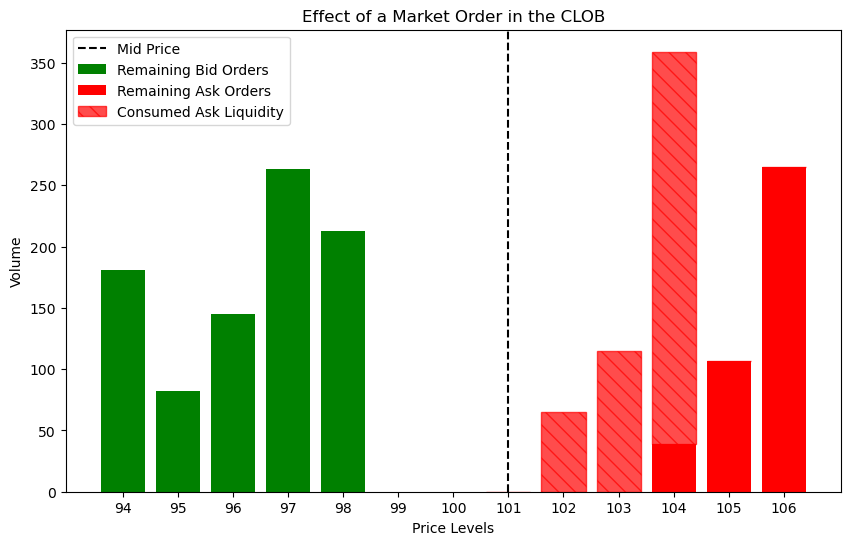 Effect of a Market Order in the CLOB
Mid Price
Remaining Bid Orders
Remaining Ask Orders
Consumed Ask Liquidity
Volume
350
300
250
200
150
100
50
0
94 95 96 97 98 99 100 101 102 103 104 105 106
Price Levels